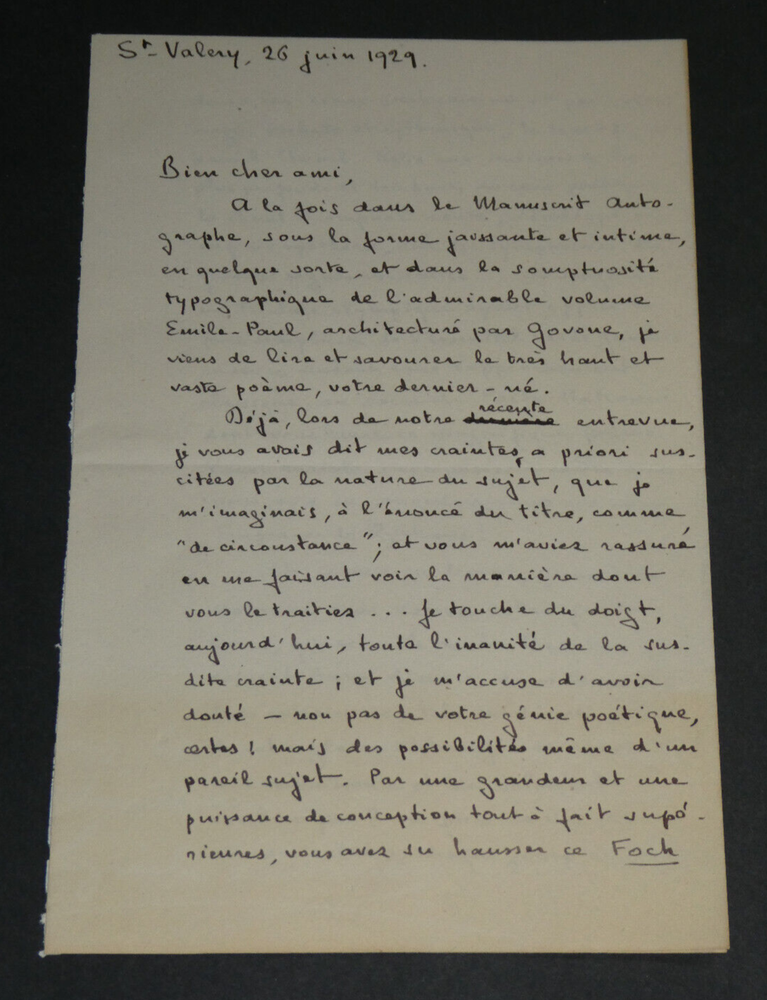 St-Valery, 26 juin 1929.
Bien cher ami,
A la fois dans le Manuscrit Auto-
graphe, sous la forme jaissante et intime,
en quelque sorte, et dans la somptuosité
typographique de l'admirable volume
Emile-Paul, architecturé par Govone, je
viens de lire et savourer le très haut et
vaste poème, votre dernier-né.
Déjà, lors de notre récente entrevue,
je vous avais dit mes craintes, a priori sus-
citées par la nature du sujet, que je
m'imaginais, à l'énoncé du titre, comme
"de circonstance"; et vous m'aviez rassuré
en me faisant voir la manière dont
vous le traitiez... Je touche du doigt,
aujourd'hui, toute l'inanité de la sus-
dite crainte; et je m'accuse d'avoir
douté — non pas de votre génie poétique,
certes! mais des possibilités même d'un
pareil sujet. Par une grandeur et une
puissance de conception tout à fait supé-
rieures, vous avez su hausser ce Foch